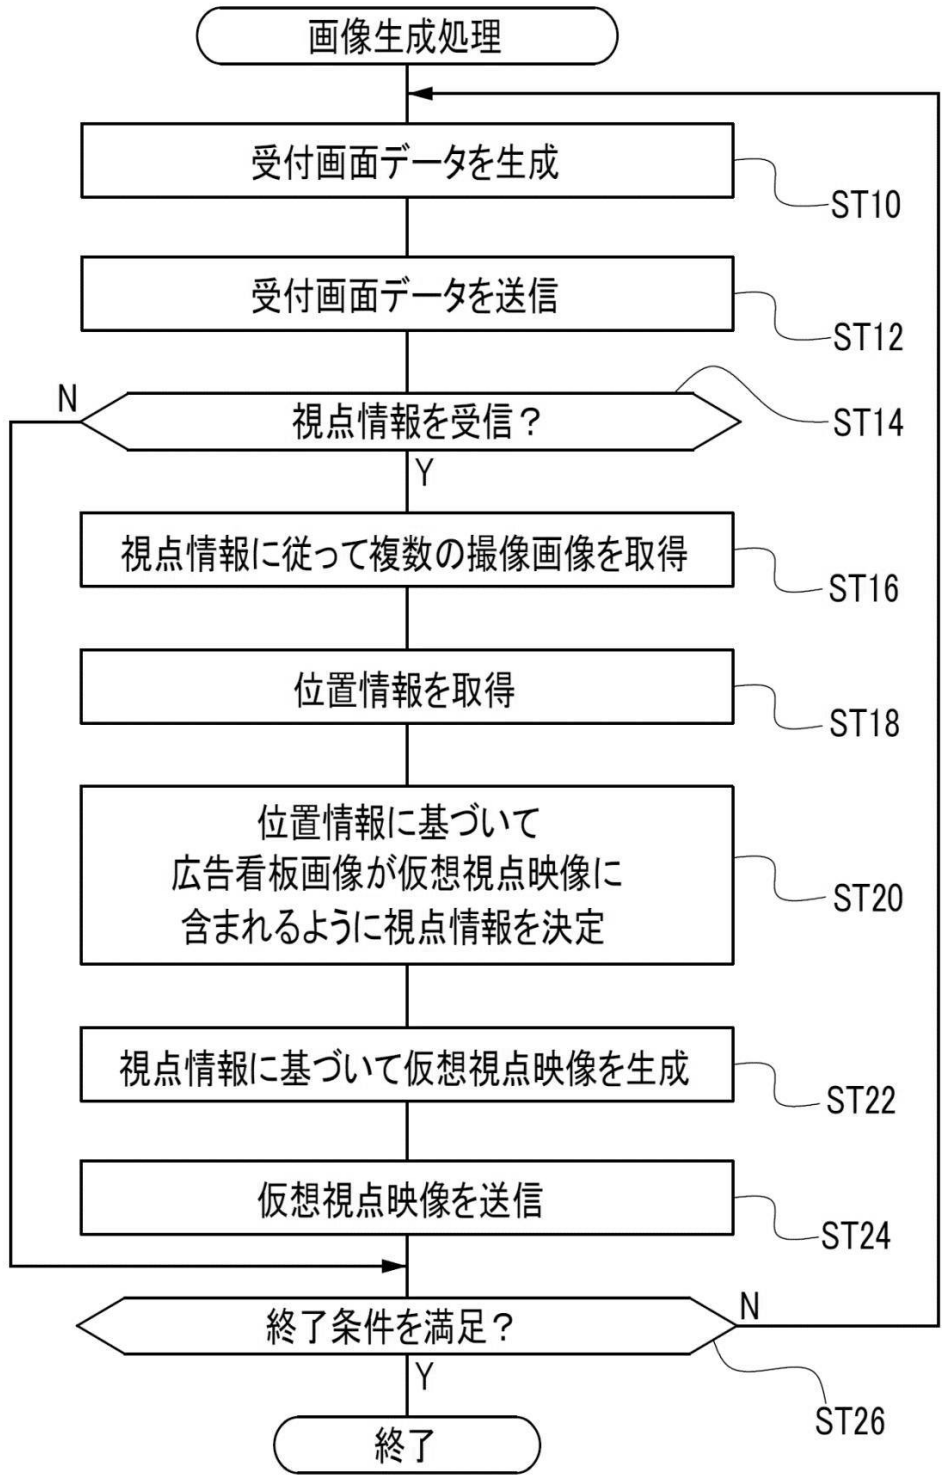 画像生成処理
受付画面データを生成
ST10
受付画面データを送信
ST12
N
視点情報を受信？
ST14
Y
視点情報に従って複数の撮像画像を取得
ST16
位置情報を取得
ST18
位置情報に基づいて
広告看板画像が仮想視点映像に
含まれるように視点情報を決定
ST20
視点情報に基づいて仮想視点映像を生成
ST22
仮想視点映像を送信
ST24
終了条件を満足？
N
Y
ST26
終了